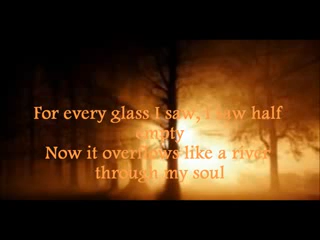 For every glass I saw, I saw half
empty
Now it overflows like a river
through my soul